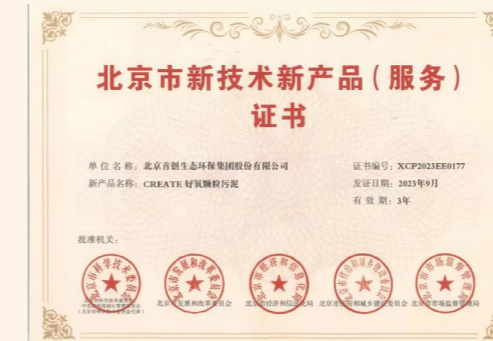 北京市新技术新产品（服务）
证书
单位名称：北京首创生态环保集团股份有限公司
证书编号：XCP2023EE0177
新产品名称：CREATE 好氧颗粒污泥
发证日期：2023年9月
有效期：3年
批准机关：
北京市发展和改革委员会
北京市经济和信息化局
北京市住房和城乡建设委员会
北京市市场监督管理局